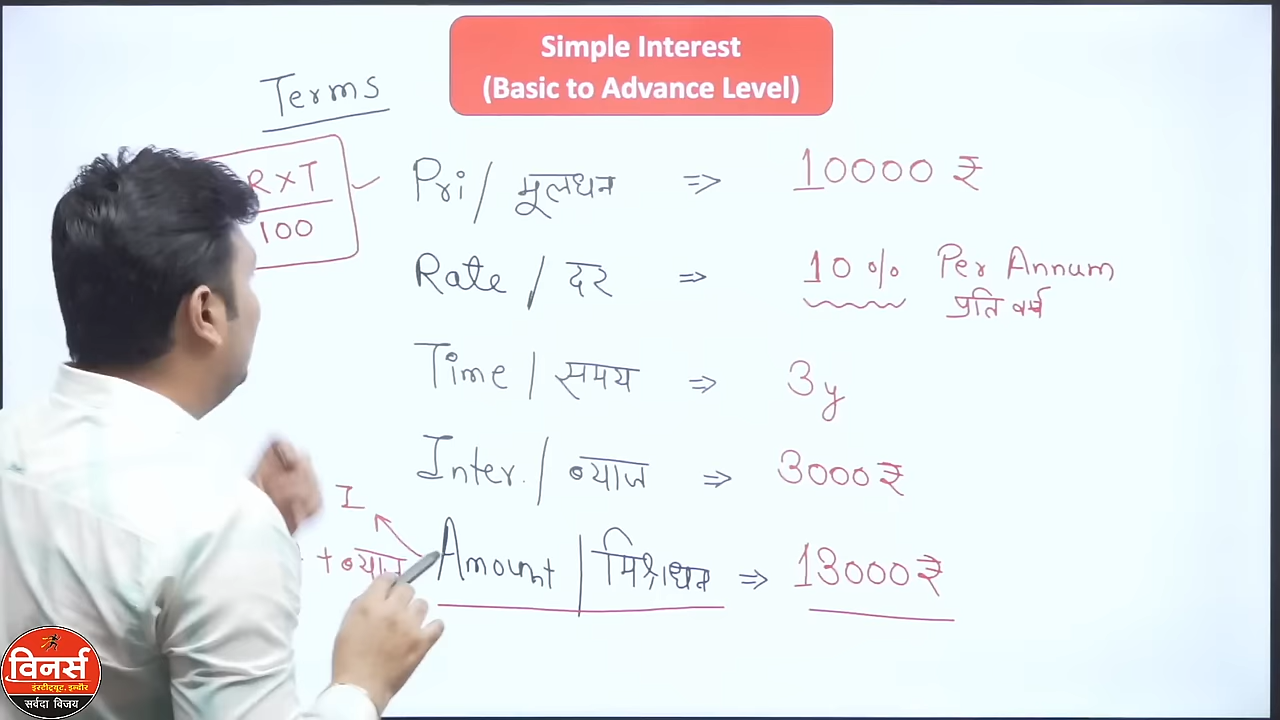 Simple Interest
(Basic to Advance Level)
Terms
R×T
100
Pri / मूलधन ⇒ 10000 ₹
Rate / दर ⇒ 10 % Per Annum
प्रति वर्ष
Time / समय ⇒ 3y
Inter. / ब्याज ⇒ 3000 ₹
I
+ ब्याज
Amount | मिश्रधन ⇒ 13000 ₹
विनर्स
इंस्टीट्यूट, इन्दौर
सर्वदा विजय